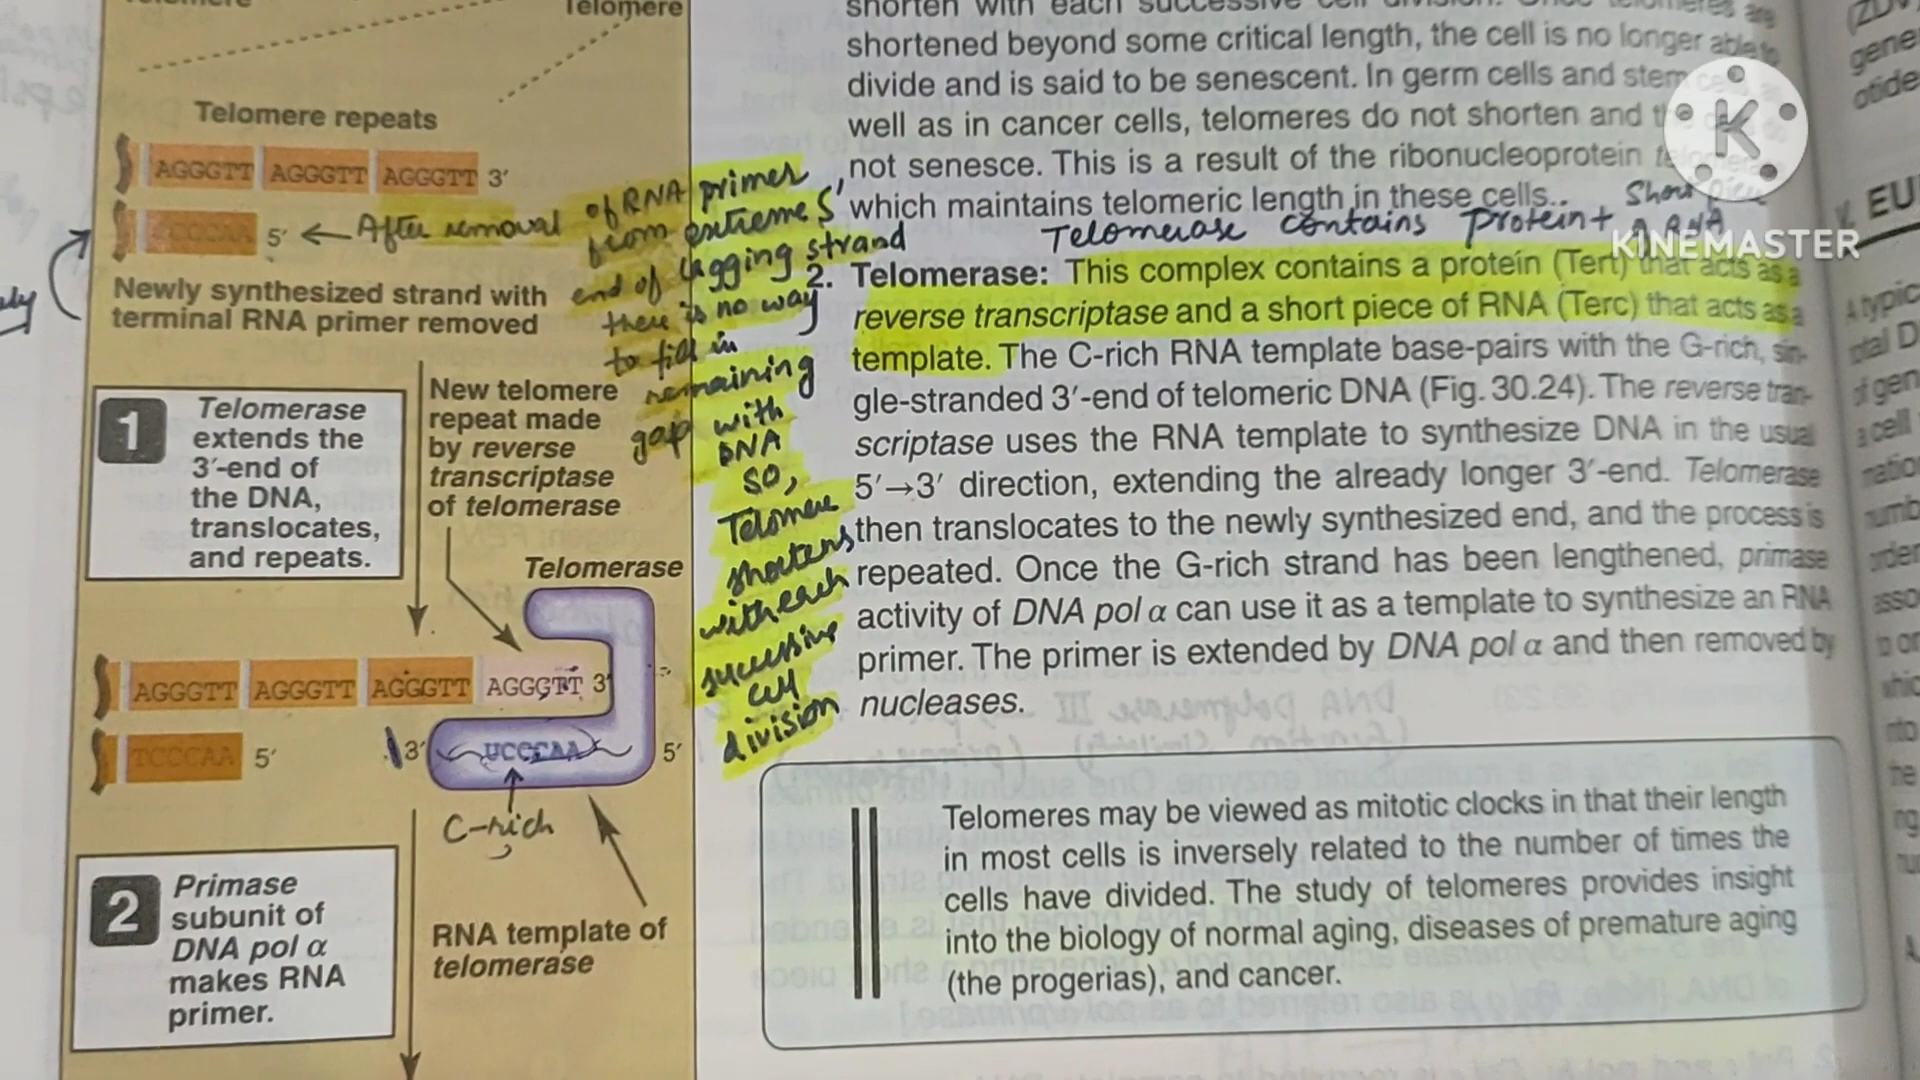 Telomere
Telomere repeats
AGGGTT AGGGTT AGGGTT 3′
5′
After removal of RNA primer
from extreme 5′
end of lagging strand
there is no way
to fill in
remaining
gap with
DNA
so,
Telomere
shortens
with each
successive
cell
division
Newly synthesized strand with
terminal RNA primer removed
1
Telomerase
extends the
3′-end of
the DNA,
translocates,
and repeats.
New telomere
repeat made
by reverse
transcriptase
of telomerase
Telomerase
AGGGTT AGGGTT AGGGTT AGGGTT 3′
TCCCAA 5′
3′ UCCCAA 5′
C-rich
RNA template of
telomerase
2
Primase
subunit of
DNA pol α
makes RNA
primer.
shorten with each successive cell division.
shortened beyond some critical length, the cell is no longer able to
divide and is said to be senescent. In germ cells and stem
well as in cancer cells, telomeres do not shorten and
not senesce. This is a result of the ribonucleoprotein
which maintains telomeric length in these cells..
Telomerase contains Protein + Short
RNA
K
KINEMASTER
2. Telomerase: This complex contains a protein (Tert) that acts as a
reverse transcriptase and a short piece of RNA (Terc) that acts as a
template. The C-rich RNA template base-pairs with the G-rich, sin-
gle-stranded 3′-end of telomeric DNA (Fig. 30.24). The reverse tran-
scriptase uses the RNA template to synthesize DNA in the usual
5′→3′ direction, extending the already longer 3′-end. Telomerase
then translocates to the newly synthesized end, and the process is
repeated. Once the G-rich strand has been lengthened, primase
activity of DNA pol α can use it as a template to synthesize an RNA
primer. The primer is extended by DNA pol α and then removed by
nucleases.
Telomeres may be viewed as mitotic clocks in that their length
in most cells is inversely related to the number of times the
cells have divided. The study of telomeres provides insight
into the biology of normal aging, diseases of premature aging
(the progerias), and cancer.